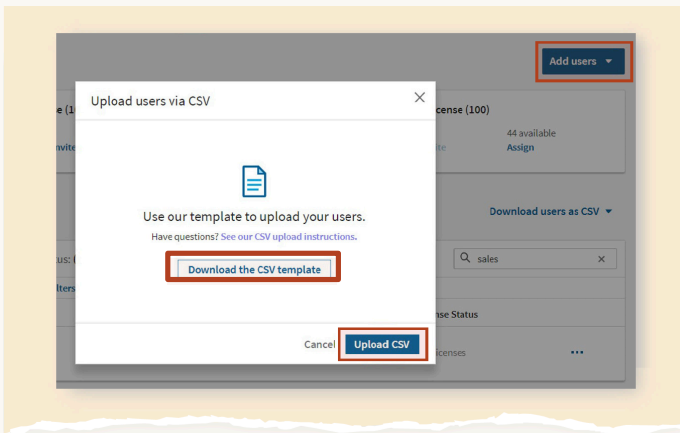 Add users
Upload users via CSV
cense (100)
44 available
Assign
Use our template to upload your users.
Have questions? See our CSV upload instructions.
Download the CSV template
Download users as CSV
sales
Cancel
Upload CSV
nse Status
icenses